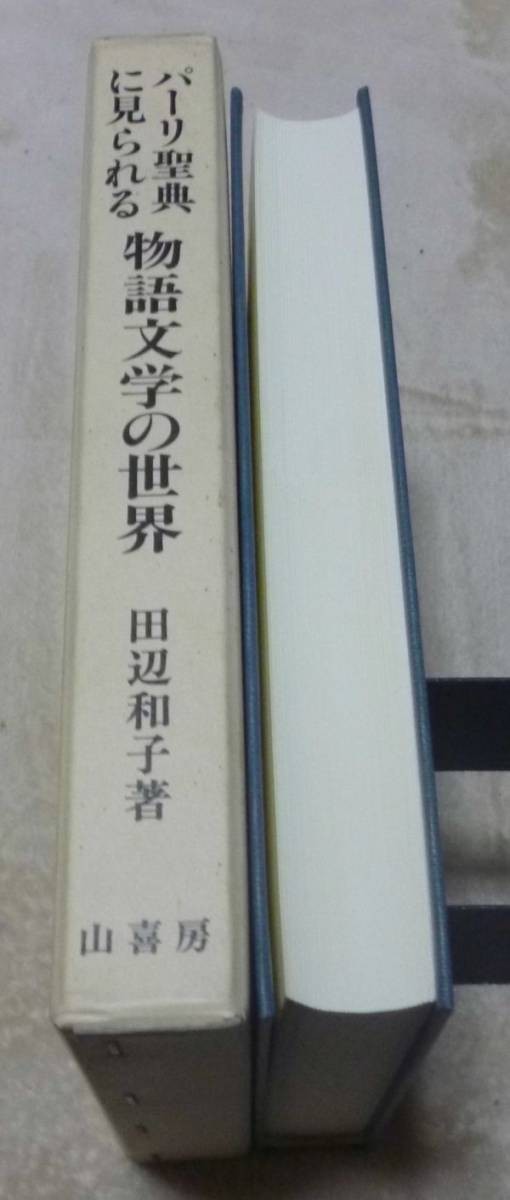 パーリ聖典
に見られる
物語文学の世界
田辺和子著
山喜房